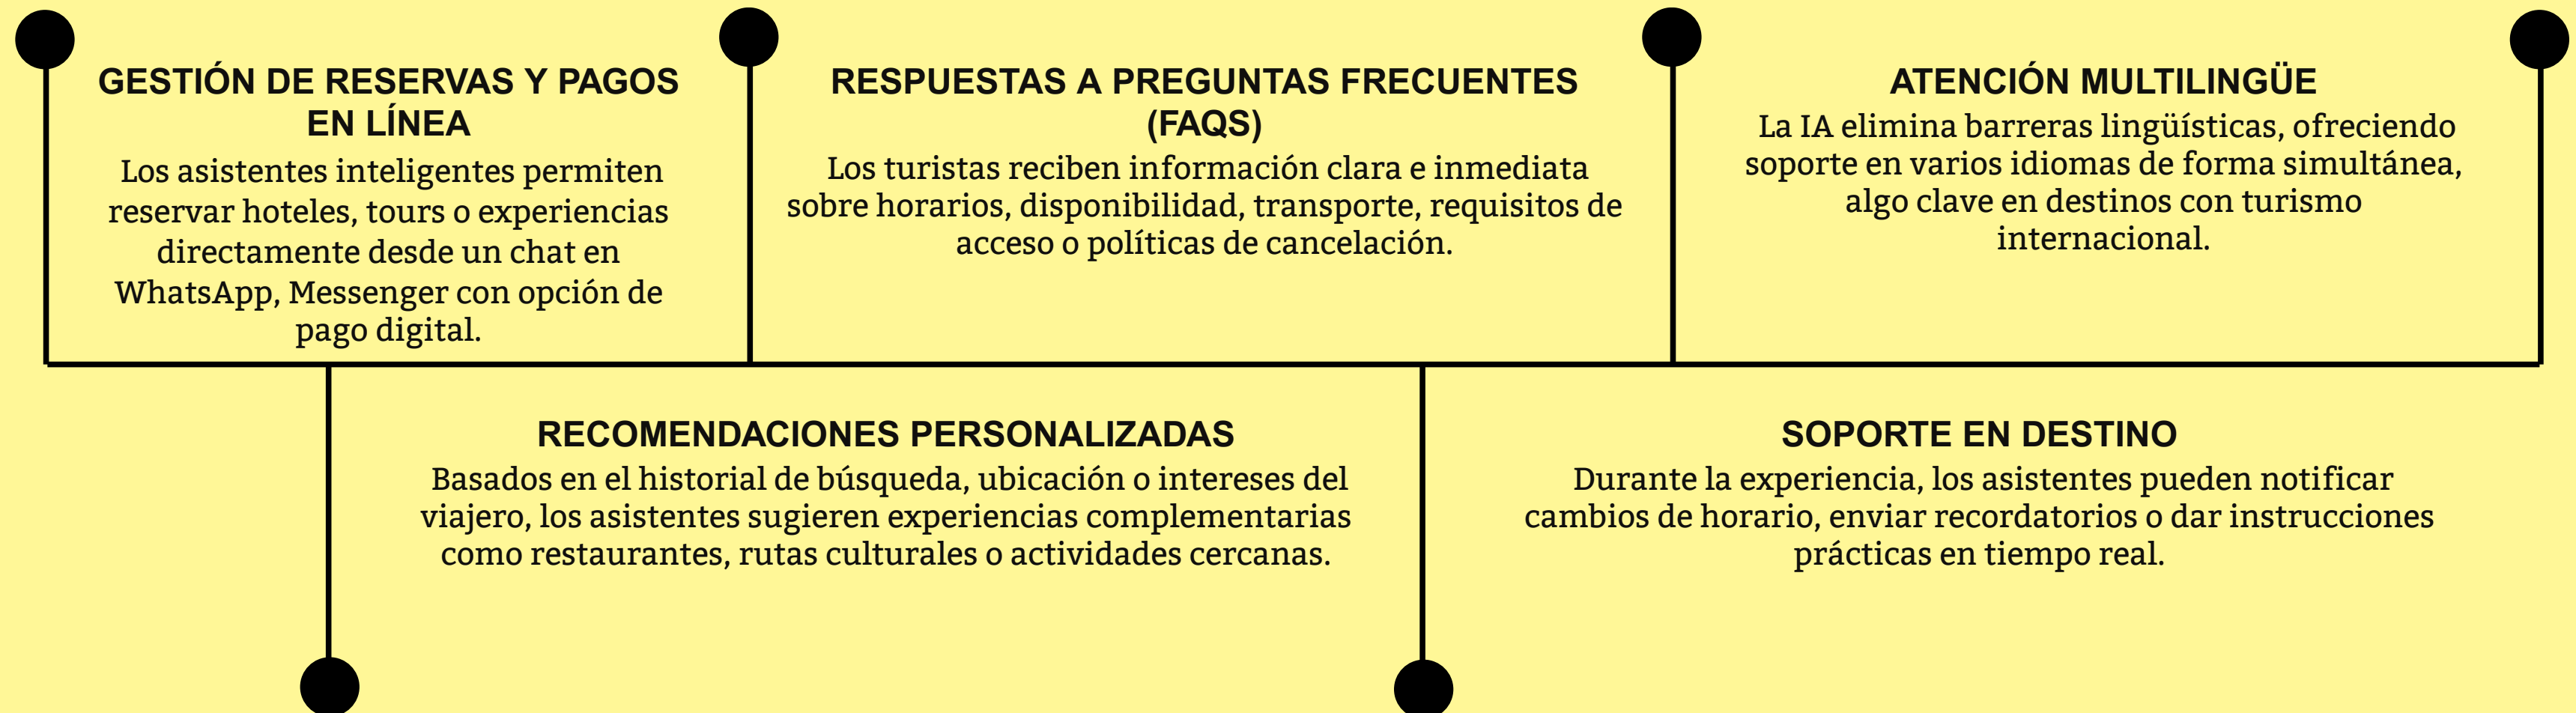 GESTIÓN DE RESERVAS Y PAGOS
EN LÍNEA
Los asistentes inteligentes permiten
reservar hoteles, tours o experiencias
directamente desde un chat en
WhatsApp, Messenger con opción de
pago digital.
RESPUESTAS A PREGUNTAS FRECUENTES
(FAQS)
Los turistas reciben información clara e inmediata
sobre horarios, disponibilidad, transporte, requisitos de
acceso o políticas de cancelación.
ATENCIÓN MULTILINGÜE
La IA elimina barreras lingüísticas, ofreciendo
soporte en varios idiomas de forma simultánea,
algo clave en destinos con turismo
internacional.
RECOMENDACIONES PERSONALIZADAS
Basados en el historial de búsqueda, ubicación o intereses del
viajero, los asistentes sugieren experiencias complementarias
como restaurantes, rutas culturales o actividades cercanas.
SOPORTE EN DESTINO
Durante la experiencia, los asistentes pueden notificar
cambios de horario, enviar recordatorios o dar instrucciones
prácticas en tiempo real.